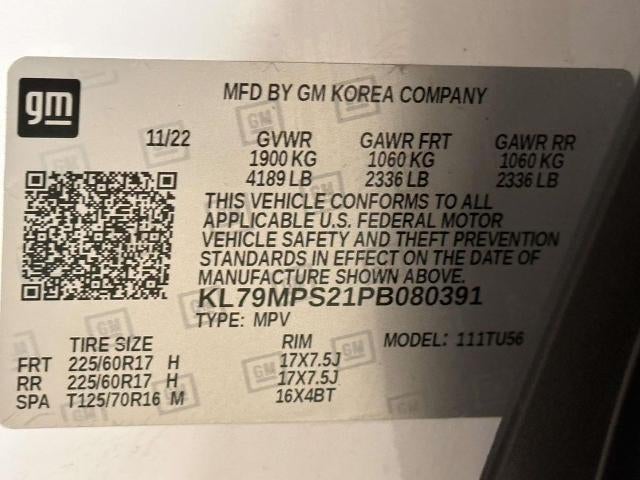 gm
MFD BY GM KOREA COMPANY
11/22 GVWR GAWR FRT GAWR RR
1900 KG 1060 KG 1060 KG
4189 LB 2336 LB 2336 LB
THIS VEHICLE CONFORMS TO ALL
APPLICABLE U.S. FEDERAL MOTOR
VEHICLE SAFETY AND THEFT PREVENTION
STANDARDS IN EFFECT ON THE DATE OF
MANUFACTURE SHOWN ABOVE.
KL79MPS21PB080391
TYPE: MPV MODEL: 111TU56
TIRE SIZE RIM
FRT 225/60R17 H 17X7.5J
RR 225/60R17 H 17X7.5J
SPA T125/70R16 M 16X4BT